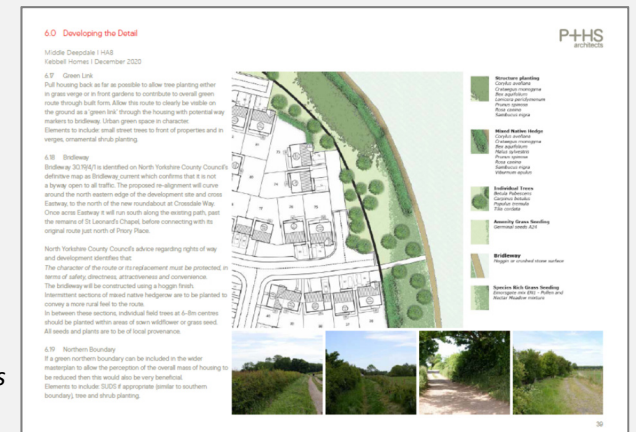 6.0 Developing the Detail
P+HS
architects
Middle Deepdale | HA8
Kebbell Homes | December 2020
6.17 Green Link
Pull housing back as far as possible to allow tree planting either
in grass verge or in front gardens to contribute to overall green
route through built form. Allow this route to clearly be visible on
the ground as a 'green link' through the housing with potential way
markers to bridleway. Urban green space in character.
Elements to include: small street trees to front of properties and in
verges, ornamental shrub planting.
6.18 Bridleway
Bridleway 30.19/4/1 is identified on North Yorkshire County Council's
definitive map as Bridleway, current which confirms that it is not
a byway open to all traffic. The proposed re-alignment will curve
around the north eastern edge of the development site and cross
Eastway, to the north of the new roundabout at Crossdale Way.
Once acres Eastway it will run south along the existing path, past
the remains of St Leonard's Chapel, before connecting with its
original route just north of Priory Place.
North Yorkshire County Council's advice regarding rights of way
and development identifies that:
The character of the route or its replacement must be protected, in
terms of safety, directness, attractiveness and convenience.
The bridleway will be constructed using a hoggin finish.
Intermittent sections of mixed native hedgerow are to be planted to
convey a more rural feel to the route.
In between these sections, individual field trees at 6-8m centres
should be planted within areas of sown wildflower or grass seed.
All seeds and plants are to be of local provenance.
6.19 Northern Boundary
If a green northern boundary can be included in the wider
masterplan to allow the perception of the overall mass of housing to
be reduced then this would also be very beneficial.
Elements to include: SUDS if appropriate (similar to southern
boundary), tree and shrub planting.
Structure planting
Corylus avellana
Crataegus monogyna
Ilex aquifolium
Lonicera periclymenum
Prunus spinosa
Rosa canina
Sambucus nigra
Mixed Native Hedge
Corylus avellana
Crataegus monogyna
Ilex aquifolium
Malus sylvestris
Prunus spinosa
Rosa canina
Sambucus nigra
Viburnum opulus
Individual Trees
Betula Pubescens
Carpinus betulus
Populus tremula
Tilia cordata
Amenity Grass Seeding
Germinal seeds A24
Bridleway
Hoggin or crushed stone surface
Species Rich Grass Seeding
Meadow mixture
39
s